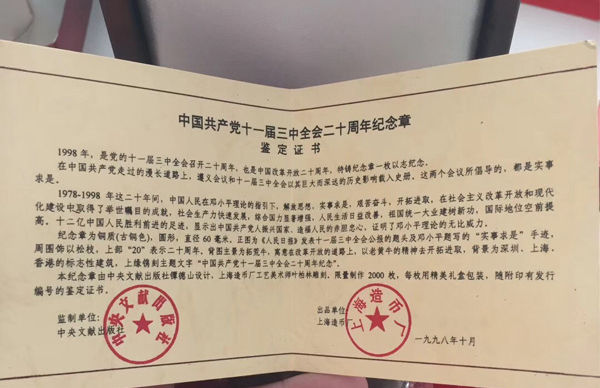 中国共产党十一届三中全会二十周年纪念章
鉴定证书
1998年，是党的十一届三中全会召开二十周年，也是中国改革开放二十周年，特铸纪念章一枚以志纪念。
在中国共产党走过的漫长道路上，遵义会议和十一届三中全会以其巨大而深远的历史影响载入史册。这两个会议所倡导的，都是实事
求是。
1978-1998年这二十年间，中国人民在邓小平理论的指引下，解放思想、实事求是，艰苦奋斗、开拓进取，在社会主义改革开放和现代
化建设中取得了举世瞩目的成就，社会生产力快速发展，综合国力显著增强，人民生活日益改善，祖国统一大业建树新功，国际地位空前提
高。十二亿中国人民胜利前进的足迹，显示出中国共产党人振兴国家、造福人民的赤胆忠心，证明了邓小平理论的无比威力。
纪念章为铜质(古铜色)，圆形，直径60毫米，正面为《人民日报》发表十一届三中全会公报的题头及邓小平题写的“实事求是”手迹，
周围饰以松枝，上部“20”表示二十周年，背图主景为拓荒牛，寓意在改革开放的道路上，以老黄牛的精神去开拓进取，背景为深圳、上海、
香港的标志性建筑，上缘镌刻主题文字“中国共产党十一届三中全会二十周年纪念”。
本纪念章由中央文献出版社镡德山设计，上海造币厂工艺美术师叶柏林雕刻，限量制作2000枚，每枚用精美礼盒包装，随附印有发行
编号的鉴定证书。
监制单位：
中央文献出版社
中央文献出版社
出品单位：
上海造币厂
上海造币厂
一九九八年十月